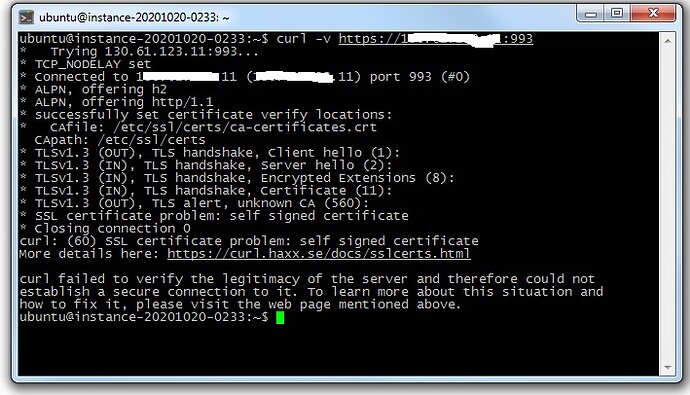 ubuntu@instance-20201020-0233: ~
ubuntu@instance-20201020-0233:~$ curl -v https://1 :993
*   Trying 130.61.123.11:993...
* TCP_NODELAY set
* Connected to 1 11 ( .11) port 993 (#0)
* ALPN, offering h2
* ALPN, offering http/1.1
* successfully set certificate verify locations:
*   CAfile: /etc/ssl/certs/ca-certificates.crt
  CApath: /etc/ssl/certs
* TLSv1.3 (OUT), TLS handshake, Client hello (1):
* TLSv1.3 (IN), TLS handshake, Server hello (2):
* TLSv1.3 (IN), TLS handshake, Encrypted Extensions (8):
* TLSv1.3 (IN), TLS handshake, Certificate (11):
* TLSv1.3 (OUT), TLS alert, unknown CA (560):
* SSL certificate problem: self signed certificate
* Closing connection 0
curl: (60) SSL certificate problem: self signed certificate
More details here: https://curl.haxx.se/docs/sslcerts.html
curl failed to verify the legitimacy of the server and therefore could not
establish a secure connection to it. To learn more about this situation and
how to fix it, please visit the web page mentioned above.
ubuntu@instance-20201020-0233:~$